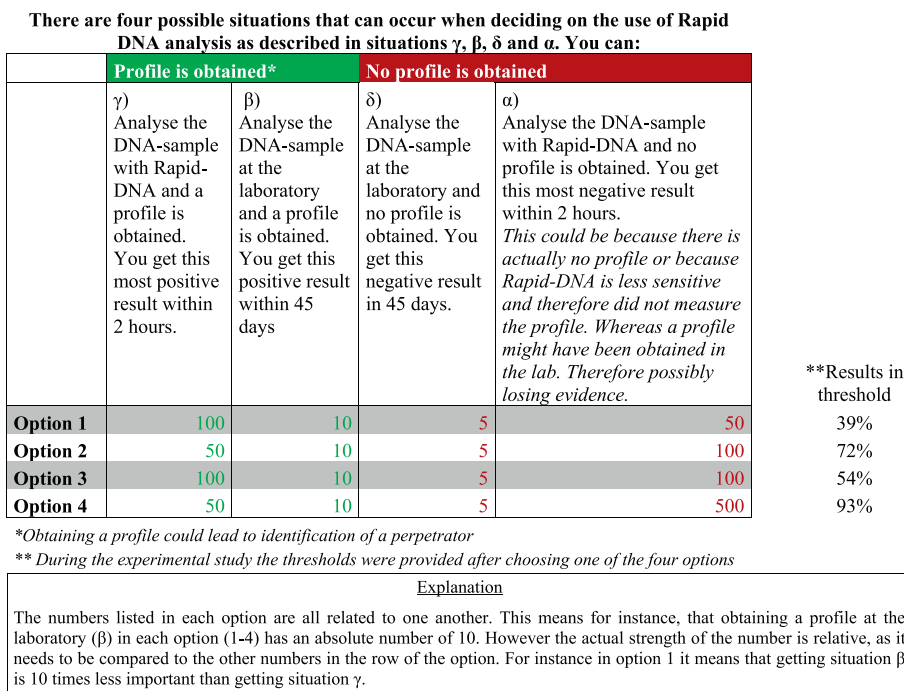 There are four possible situations that can occur when deciding on the use of Rapid
DNA analysis as described in situations γ, β, δ and α. You can:
Profile is obtained*
No profile is obtained
γ)
Analyse the
DNA-sample
with Rapid-
DNA and a
profile is
obtained.
You get this
most positive
result within
2 hours.
β)
Analyse the
DNA-sample
at the
laboratory
and a profile
is obtained.
You get this
positive result
within 45
days
δ)
Analyse the
DNA-sample
at the
laboratory and
no profile is
obtained. You
get this
negative result
in 45 days.
α)
Analyse the DNA-sample
with Rapid-DNA and no
profile is obtained. You get
this most negative result
within 2 hours.
This could be because there is
actually no profile or because
Rapid-DNA is less sensitive
and therefore did not measure
the profile. Whereas a profile
might have been obtained in
the lab. Therefore possibly
losing evidence.
**Results in
threshold
Option 1 100 10 5 50 39%
Option 2 50 10 5 100 72%
Option 3 100 10 5 100 54%
Option 4 50 10 5 500 93%
*Obtaining a profile could lead to identification of a perpetrator
** During the experimental study the thresholds were provided after choosing one of the four options
Explanation
The numbers listed in each option are all related to one another. This means for instance, that obtaining a profile at the
laboratory (β) in each option (1-4) has an absolute number of 10. However the actual strength of the number is relative, as it
needs to be compared to the other numbers in the row of the option. For instance in option 1 it means that getting situation β
is 10 times less important than getting situation γ.